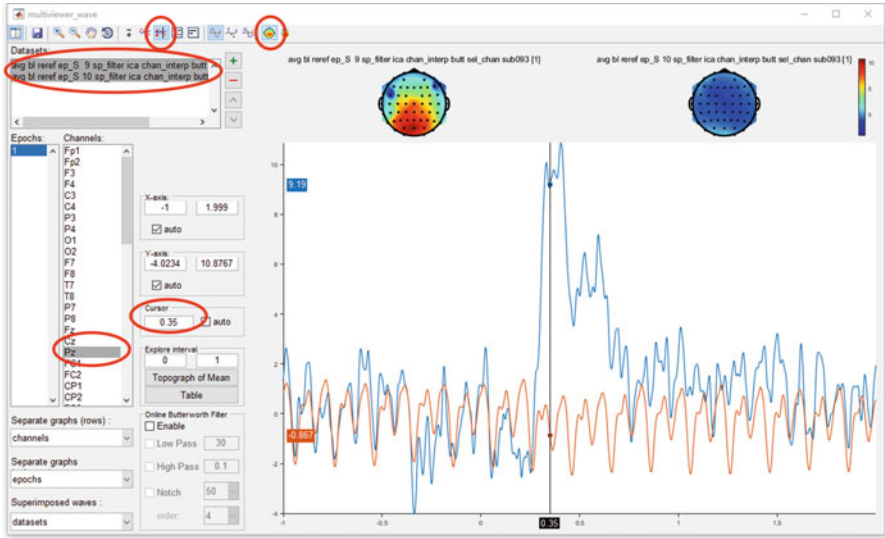 multiviewer_wave
Datasets:
avg bl reref ep_S 9 sp_filter ica chan_interp butt
avg bl reref ep_S 10 sp_filter ica chan_interp butt
Epochs:
1
Channels:
Fp1
Fp2
F3
F4
C3
C4
P3
P4
O1
O2
F7
F8
T7
T8
P7
P8
Fz
Cz
Pz
FC1
FC2
CP1
CP2
X-axis:
-1 1.999
auto
Y-axis:
-4.0234 10.8767
auto
Cursor
0.35 auto
Explore interval
0 1
Topograph of Mean
Table
Separate graphs (rows) :
channels
Separate graphs
epochs
Superimposed waves :
datasets
Online Butterworth Filter
Enable
Low Pass 30
High Pass 0.1
Notch 50
order: 4
avg bl reref ep_S 9 sp_filter ica chan_interp butt sel_chan sub093 [1]
avg bl reref ep_S 10 sp_filter ica chan_interp butt sel_chan sub093 [1]
10
5
0
10
9.19
8
6
4
2
0
-0.867
-2
-4
-1 -0.5 0 0.35 0.5 1 1.5